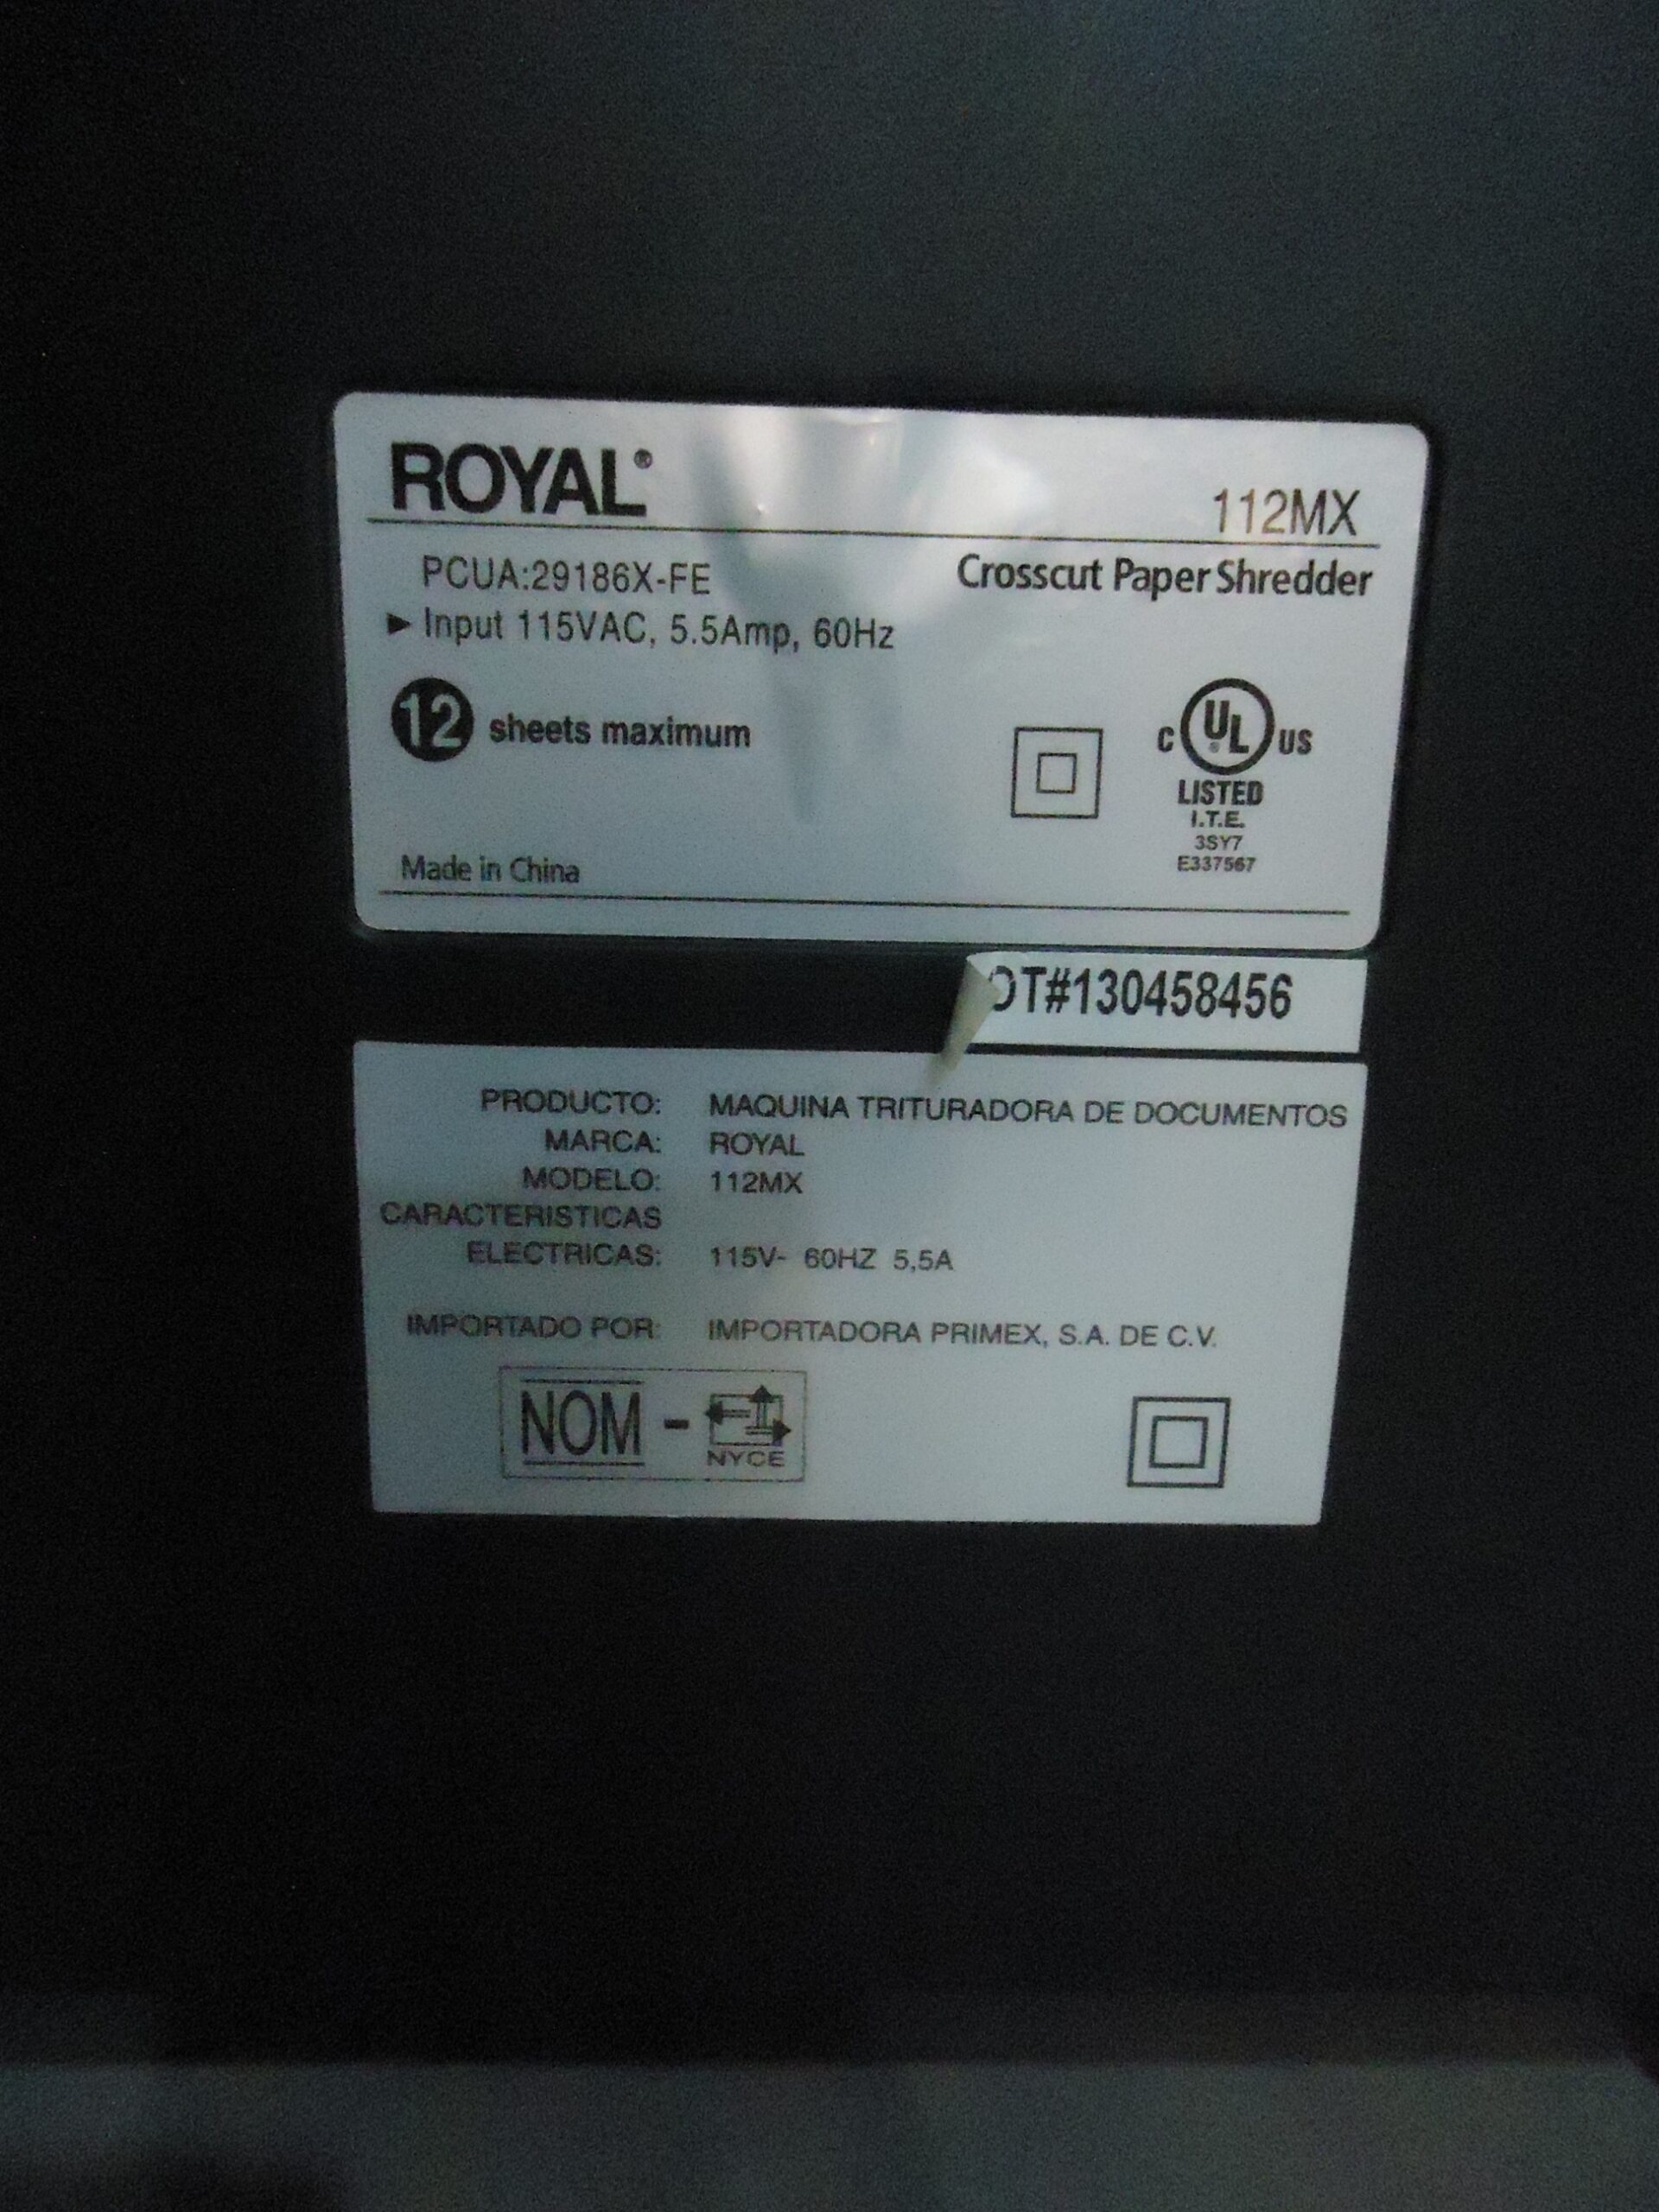 ROYAL®
112MX
PCUA:29186X-FE
Crosscut Paper Shredder
► Input 115VAC, 5.5Amp, 60Hz
12 sheets maximum
C UL US
LISTED
I.T.E.
3SY7
E337567
Made in China
OT#130458456
PRODUCTO: MAQUINA TRITURADORA DE DOCUMENTOS
MARCA: ROYAL
MODELO: 112MX
CARACTERISTICAS
ELECTRICAS: 115V- 60HZ 5,5A
IMPORTADO POR: IMPORTADORA PRIMEX, S.A. DE C.V.
NOM - NYCE